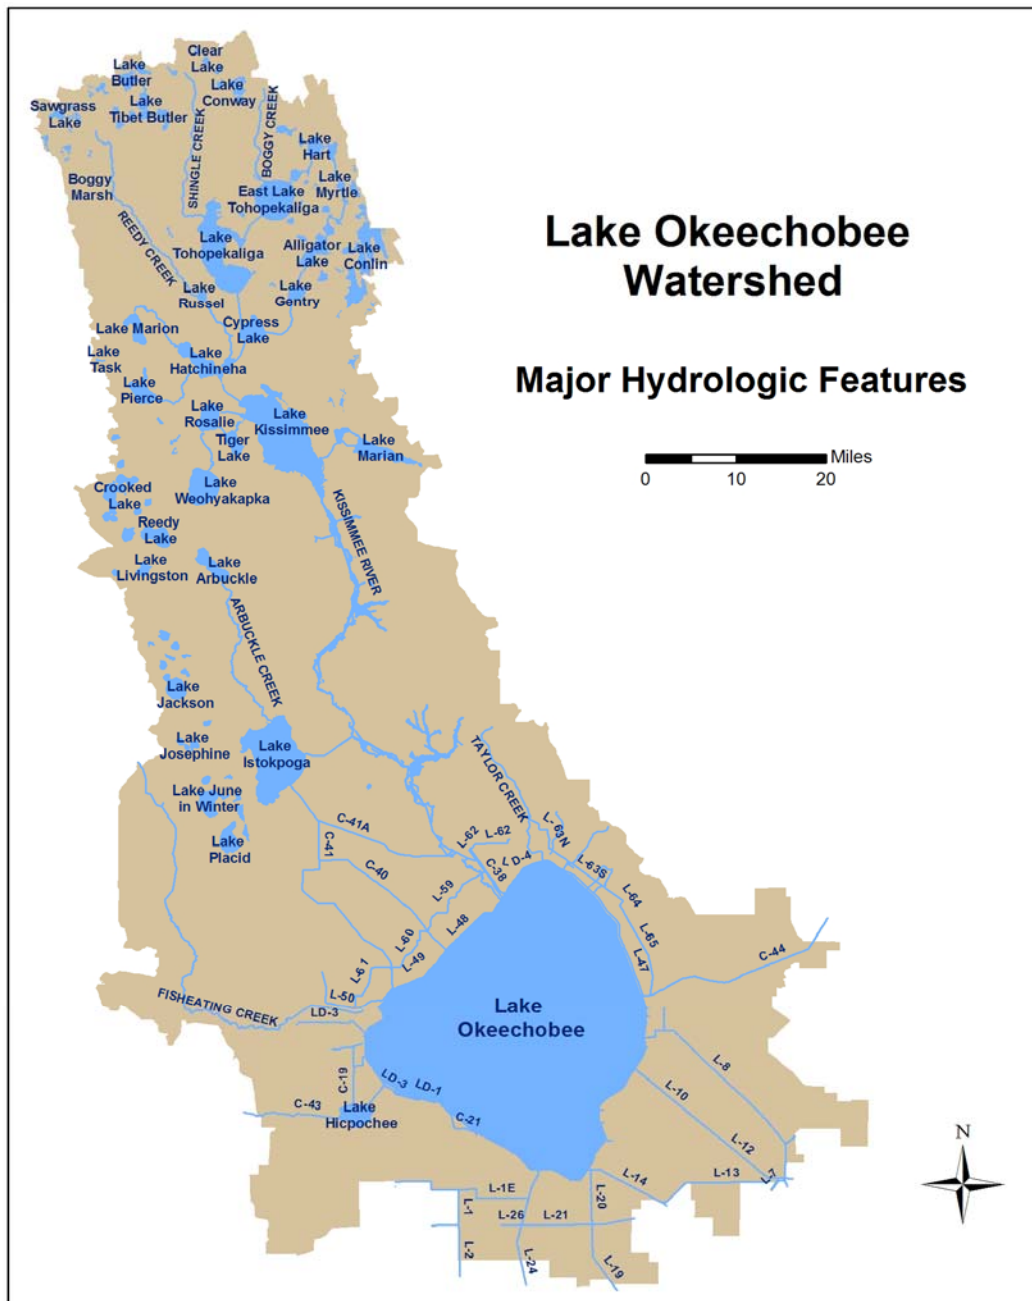 Lake Okeechobee
Watershed
Major Hydrologic Features
Miles
0
10
20
N
Clear
Lake
Lake
Butler
Lake
Conway
Sawgrass
Lake
Lake
Tibet Butler
SHINGLE CREEK
BOGGY CREEK
Lake
Hart
Boggy
Marsh
Lake
Myrtle
East Lake
Tohopekaliga
REEDY CREEK
Lake
Tohopekaliga
Alligator
Lake
Lake
Conlin
Lake
Russel
Lake
Gentry
Lake Marion
Cypress
Lake
Lake
Task
Lake
Hatchineha
Lake
Pierce
Lake
Rosalie
Lake
Kissimmee
Tiger
Lake
Lake
Marian
Crooked
Lake
Lake
Weohyakapka
KISSIMMEE RIVER
Reedy
Lake
Lake
Livingston
Lake
Arbuckle
ARBUCKLE CREEK
Lake
Jackson
Lake
Josephine
Lake
Istokpoga
TAYLOR CREEK
Lake June
in Winter
Lake
Placid
C-41A
C-41
C-40
L-62
L-62
C-38
LD-4
L-63N
L-63S
L-59
L-64
L-48
L-60
L-65
L-49
L-61
L-47
C-44
L-50
FISHEATING CREEK
LD-3
Lake
Okeechobee
L-8
C-19
LD-3
LD-1
L-10
C-43
Lake
Hicpochee
C-21
L-12
L-7
L-13
L-14
L-1E
L-1
L-20
L-26
L-21
L-2
L-24
L-19